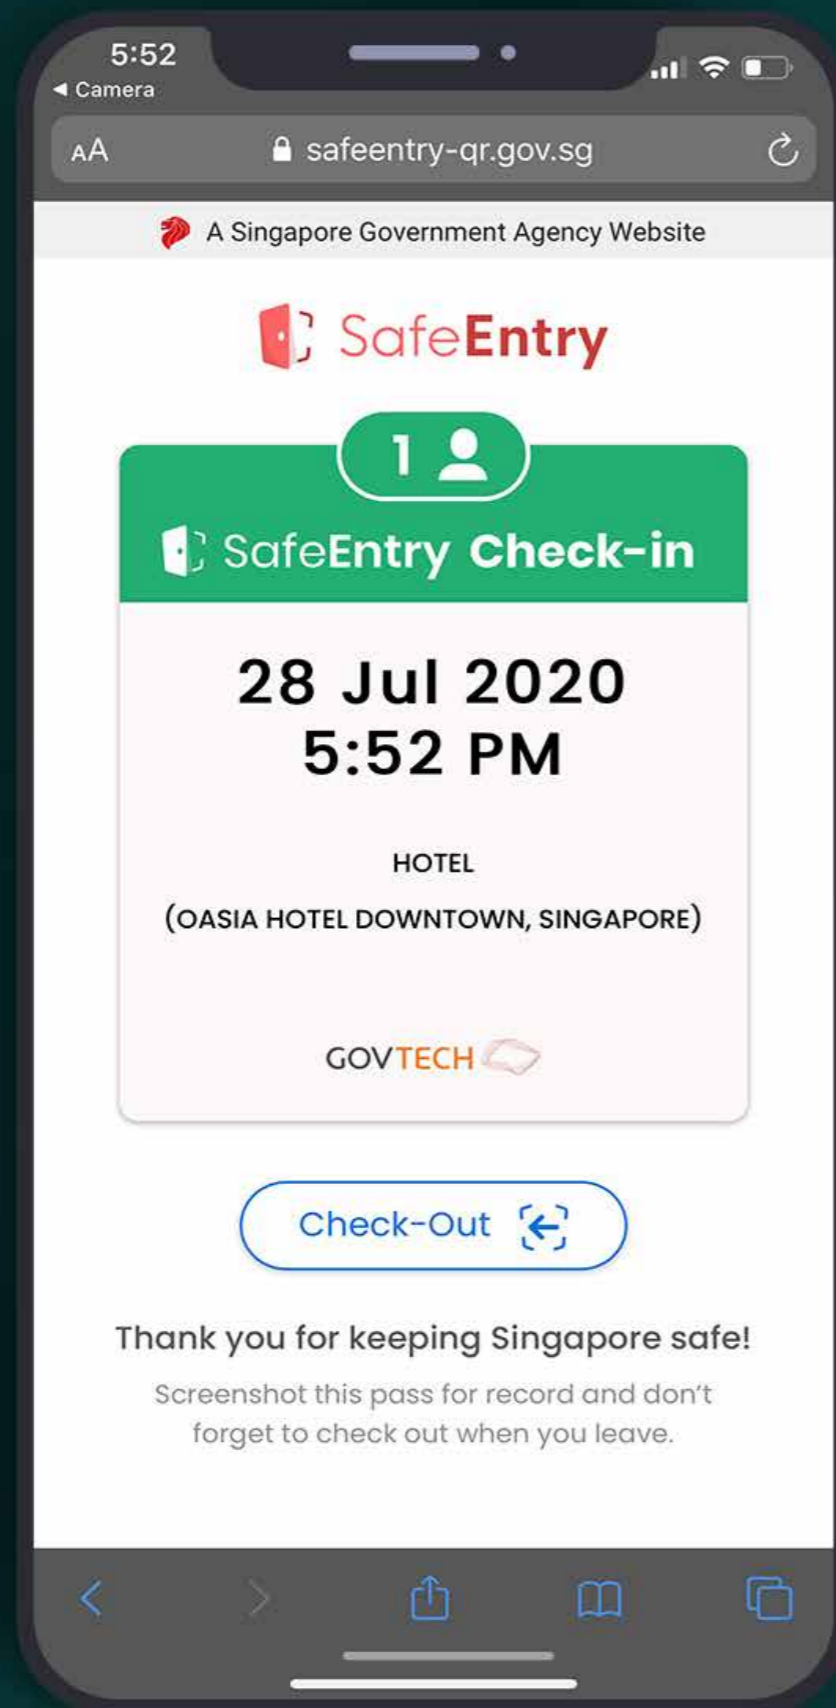 5:52
◀ Camera
AA
safeentry-qr.gov.sg
A Singapore Government Agency Website
SafeEntry
1
SafeEntry Check-in
28 Jul 2020
5:52 PM
HOTEL
(OASIA HOTEL DOWNTOWN, SINGAPORE)
GOVTECH
Check-Out
Thank you for keeping Singapore safe!
Screenshot this pass for record and don't
forget to check out when you leave.